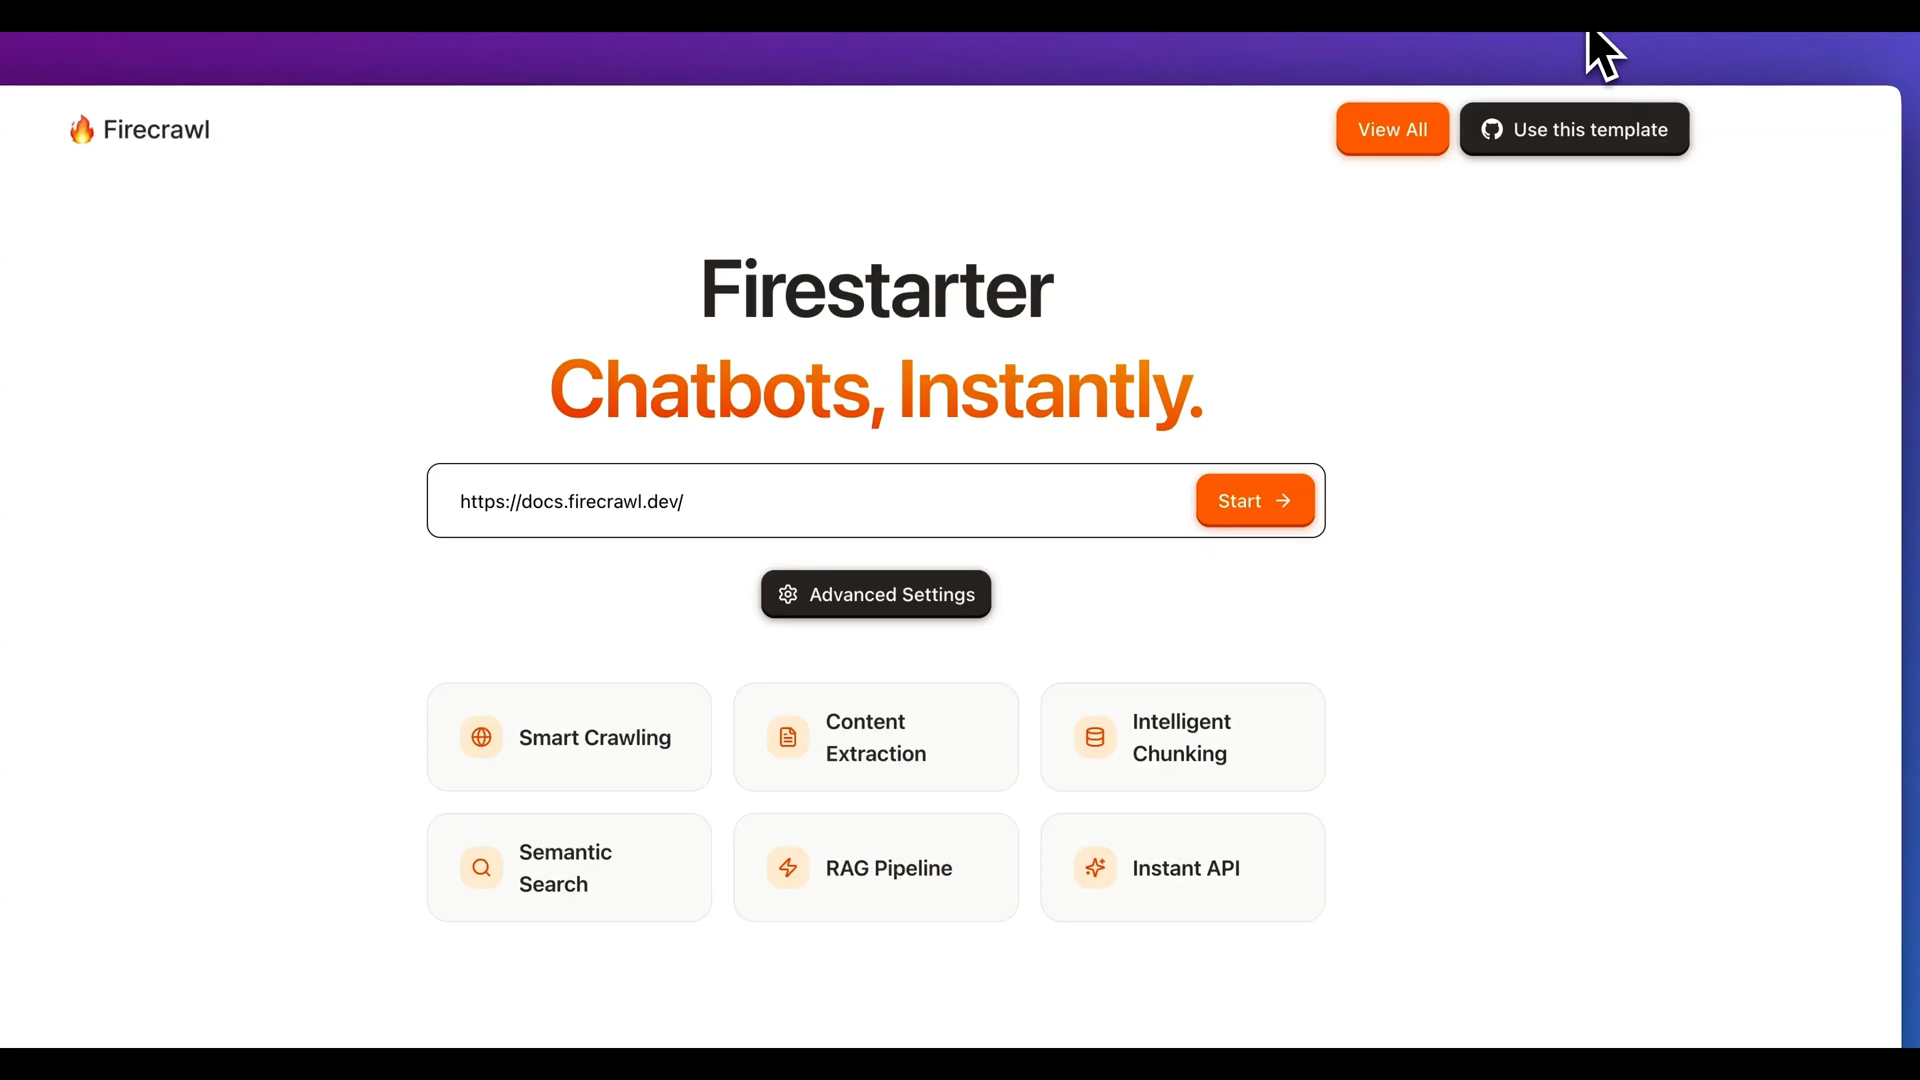 Firecrawl
View All
Use this template
Firestarter
Chatbots, Instantly.
https://docs.firecrawl.dev/
Start
Advanced Settings
Smart Crawling
Content
Extraction
Intelligent
Chunking
Semantic
Search
RAG Pipeline
Instant API